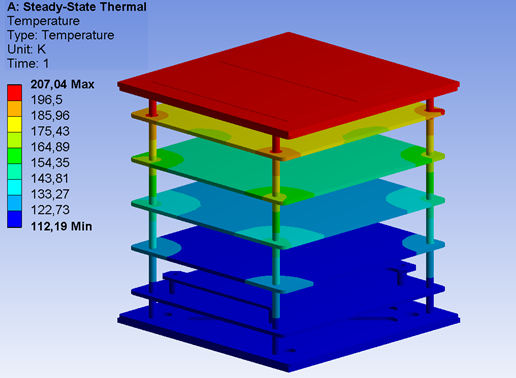 A: Steady-State Thermal
Temperature
Type: Temperature
Unit: K
Time: 1
207,04 Max
196,5
185,96
175,43
164,89
154,35
143,81
133,27
122,73
112,19 Min